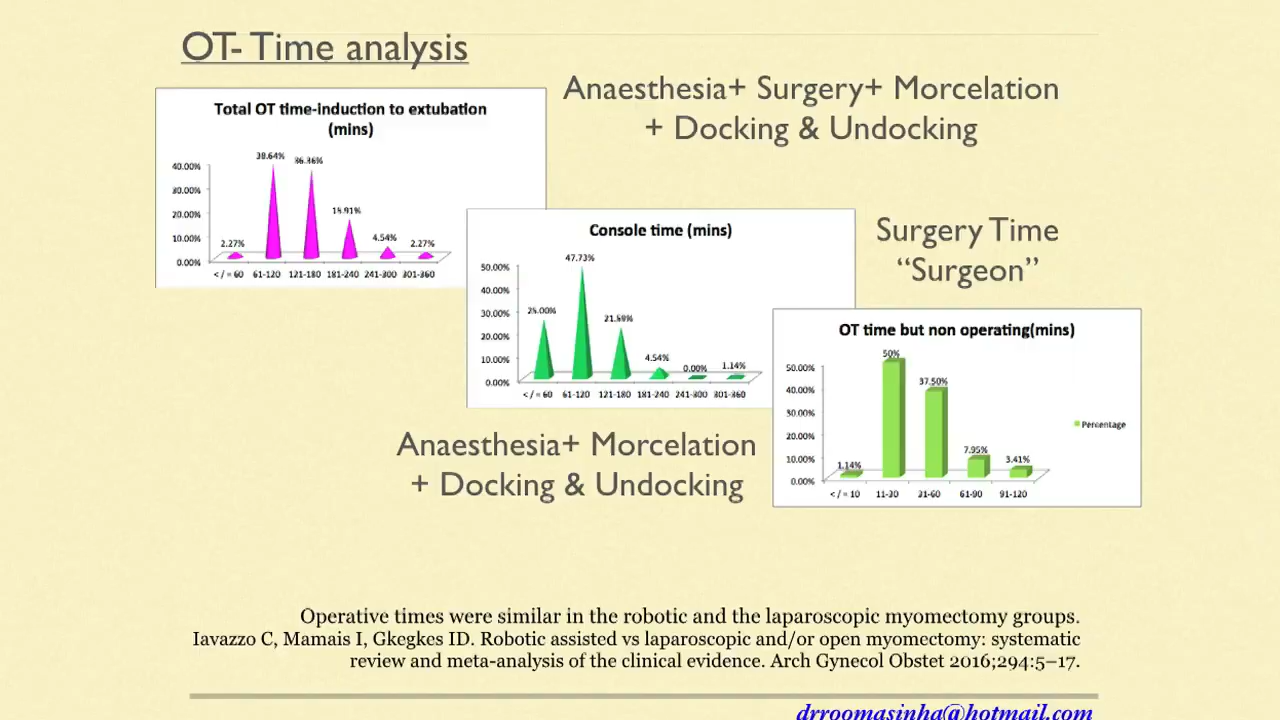 OT- Time analysis
Anaesthesia+ Surgery+ Morcelation
+ Docking & Undocking
Total OT time-induction to extubation
(mins)
40.00%
30.00%
20.00%
10.00%
0.00%
2.27%
38.64%
36.36%
4.54%
2.27%
< / = 60 61-120 121-180 181-240 241-300 301-360
Console time (mins)
50.00%
40.00%
30.00%
20.00%
10.00%
0.00%
25.00%
47.73%
21.59%
4.54%
0.00%
1.14%
< / = 60 61-120 121-180 181-240 241-300 301-360
Surgery Time
“Surgeon”
OT time but non operating(mins)
50.00%
40.00%
30.00%
20.00%
10.00%
0.00%
1.14%
50%
37.50%
7.95%
3.41%
< / = 10 11-30 31-60 61-90 91-120
Percentage
Anaesthesia+ Morcelation
+ Docking & Undocking
Operative times were similar in the robotic and the laparoscopic myomectomy groups.
Iavazzo C, Mamais I, Gkegkes ID. Robotic assisted vs laparoscopic and/or open myomectomy: systematic
review and meta-analysis of the clinical evidence. Arch Gynecol Obstet 2016;294:5–17.
drroomasinha@hotmail.com